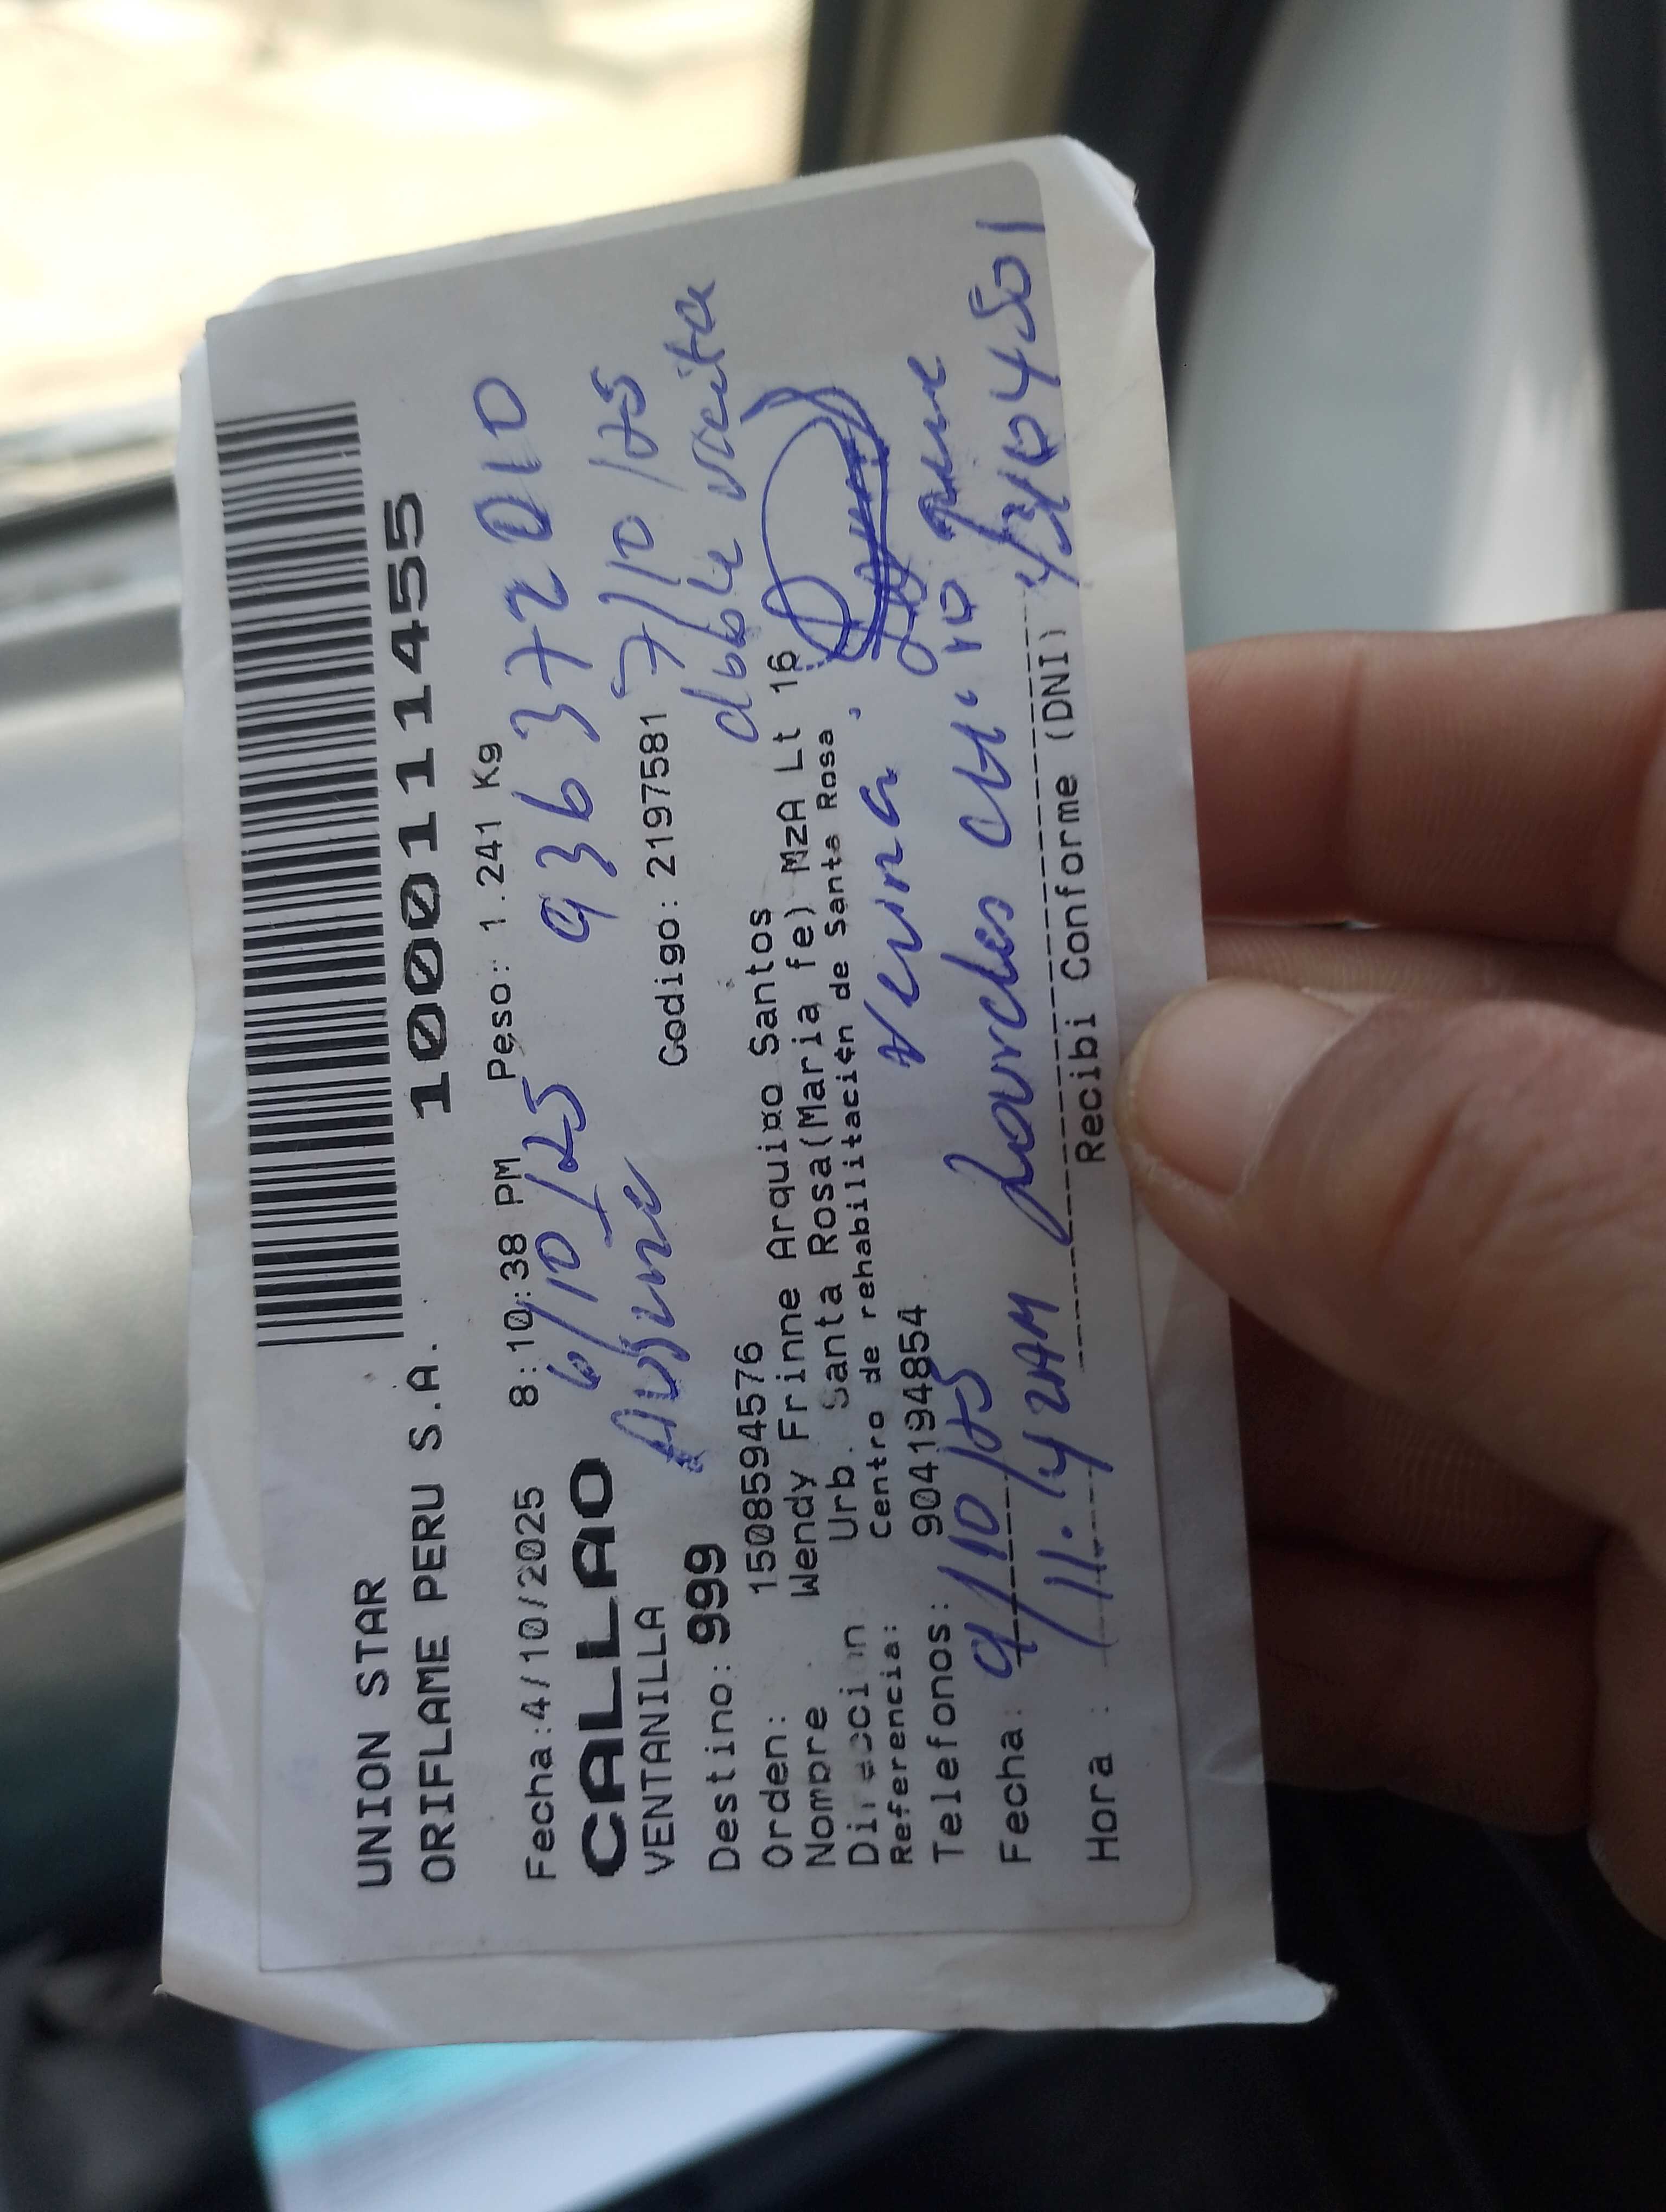 UNION STAR
ORIFLAME PERU S.A.
1000111455
Fecha:4/10/2025 8:10:38 PM Peso: 1.241 Kg
CALLAO 6/10/25 936372010
VENTANILLA Ausente 7/10/25
Destino: 999 Codigo: 2197581 doble visita
Orden: 1508594576
Nombre Wendy Frinne Arquiño Santos
Urb. Santa Rosa(Maria fe) MzA Lt 16
Referencia: Centro de rehabilitación de Santa Rosa
Telefonos: 904194854
Fecha: 9/10/25
Hora : 11:42AM
Lourdes
Recibi Conforme (DNI)